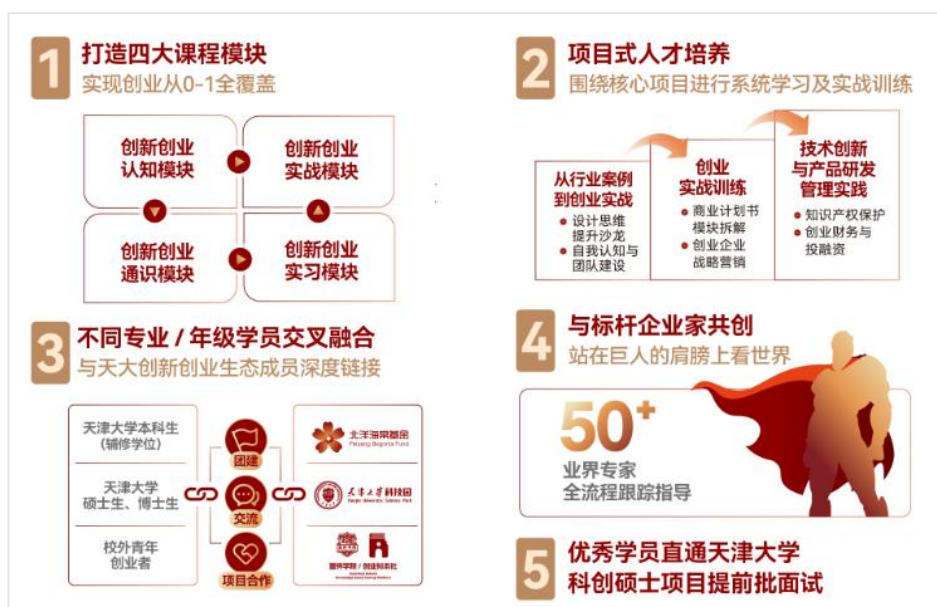 1
打造四大课程模块
实现创业从0-1全覆盖
创新创业
认知模块
创新创业
实战模块
创新创业
通识模块
创新创业
实习模块
2
项目式人才培养
围绕核心项目进行系统学习及实战训练
从行业案例
到创业实战
• 设计思维
提升沙龙
• 自我认知与
团队建设
创业
实战训练
• 商业计划书
模块拆解
• 创业企业
战略营销
技术创新
与产品研发
管理实践
• 知识产权保护
• 创业财务与
投融资
3
不同专业 / 年级学员交叉融合
与天大创新创业生态成员深度链接
天津大学本科生
(辅修学位)
天津大学
硕士生、博士生
校外青年
创业者
团建
交流
项目合作
北洋海棠基金
Peiyang Begonia Fund
天津大学科技园
宣怀学院 / 创业知本社
4
与标杆企业家共创
站在巨人的肩膀上看世界
50+
业界专家
全流程跟踪指导
5
优秀学员直通天津大学
科创硕士项目提前批面试